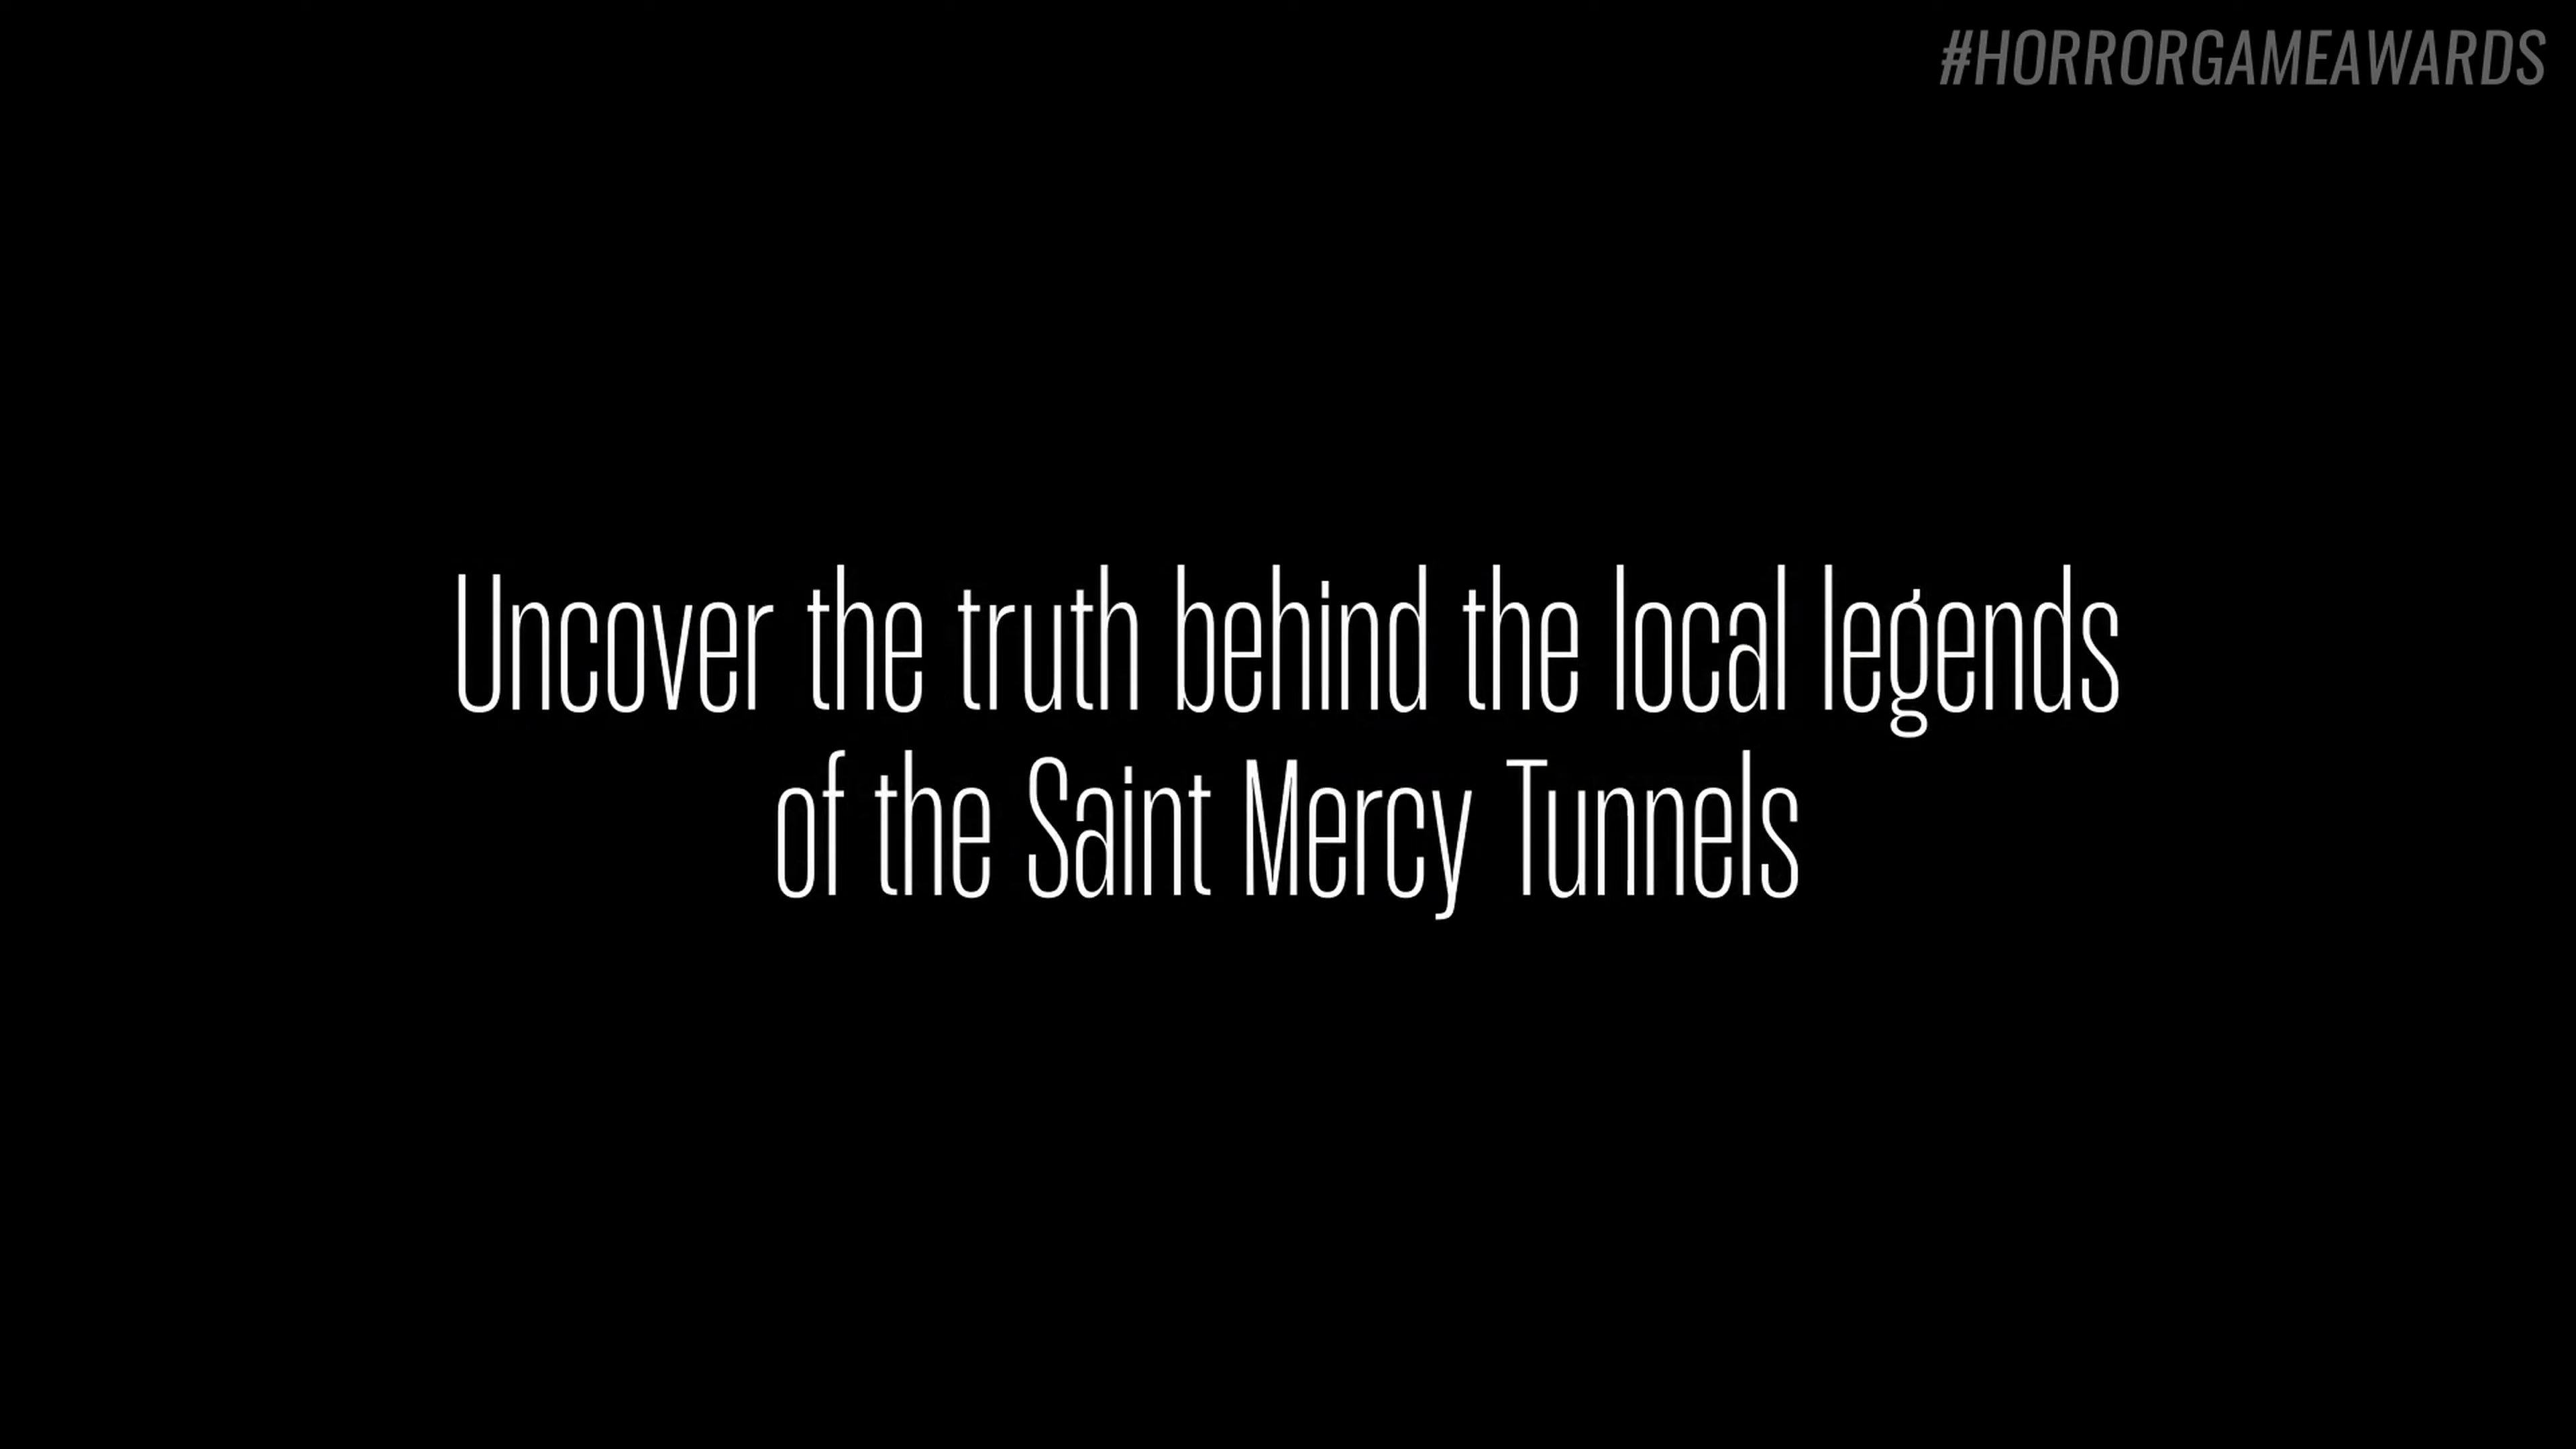 #HORRORGAMEAWARDS
Uncover the truth behind the local legends
of the Saint Mercy Tunnels